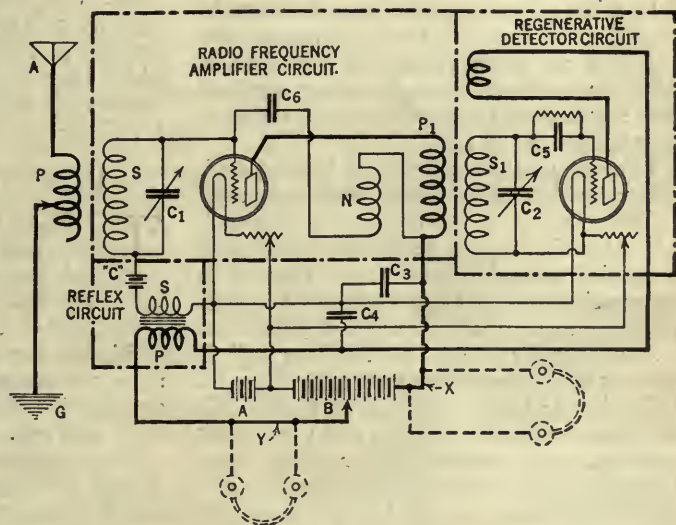 A
P
G
RADIO FREQUENCY
AMPLIFIER CIRCUIT.
C6
S
C1
N
P1
REGENERATIVE
DETECTOR CIRCUIT
S1
C5
C2
"C"
REFLEX
CIRCUIT
S
P
C3
C4
A
B
X
Y